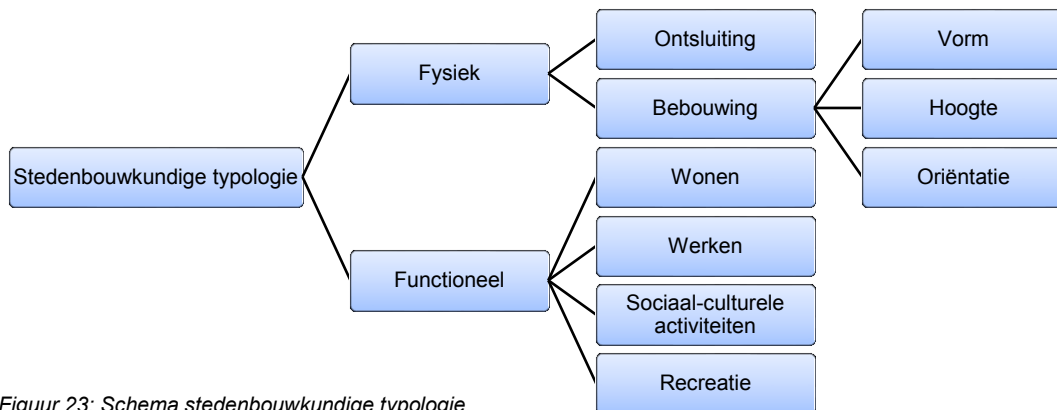 Stedenbouwkundige typologie
Fysiek
Ontsluiting
Bebouwing
Vorm
Hoogte
Oriëntatie
Functioneel
Wonen
Werken
Sociaal-culturele
activiteiten
Recreatie
Figuur 23: Schema stedenbouwkundige typologie